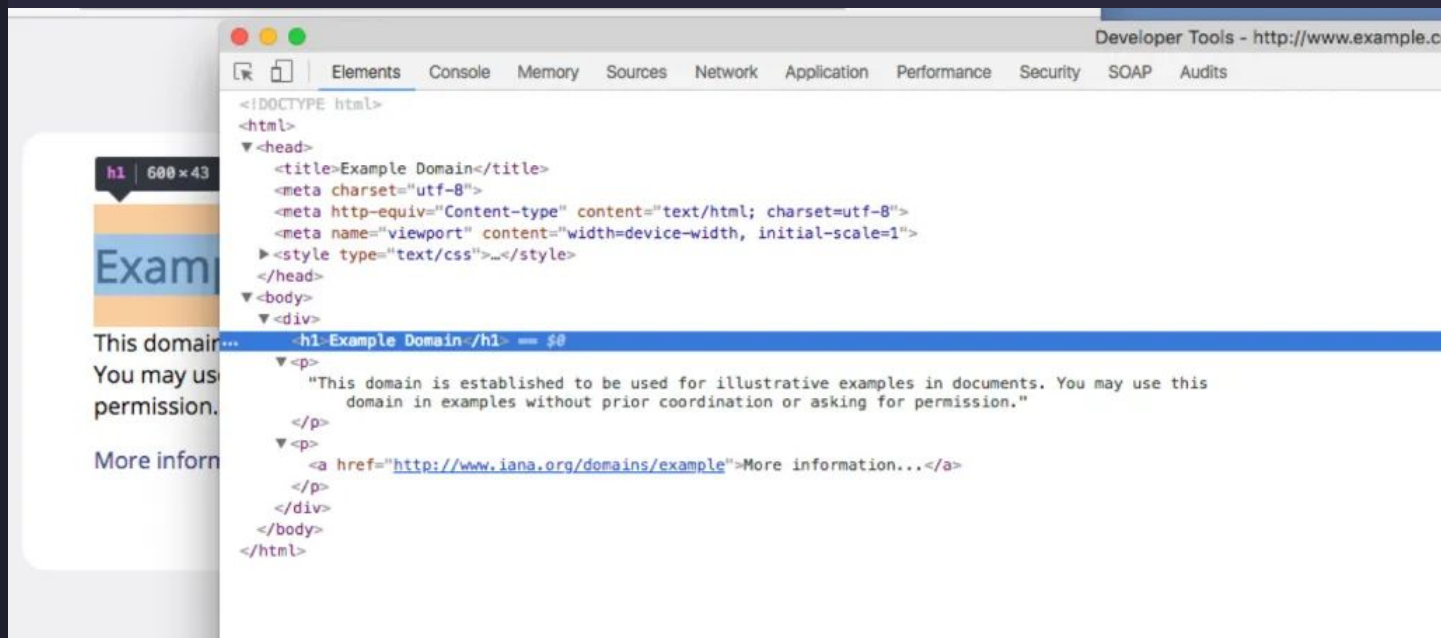 Developer Tools - http://www.example.c
Elements Console Memory Sources Network Application Performance Security SOAP Audits
<!DOCTYPE html>
<html>
▼<head>
<title>Example Domain</title>
<meta charset="utf-8">
<meta http-equiv="Content-type" content="text/html; charset=utf-8">
<meta name="viewport" content="width=device-width, initial-scale=1">
▶<style type="text/css">…</style>
</head>
▼<body>
▼<div>
... <h1>Example Domain</h1> == $0
▼<p>
"This domain is established to be used for illustrative examples in documents. You may use this
domain in examples without prior coordination or asking for permission."
</p>
▼<p>
<a href="http://www.iana.org/domains/example">More information...</a>
</p>
</div>
</body>
</html>
h1 | 600 × 43
Examp
This domain
You may us
permission.
More inforn